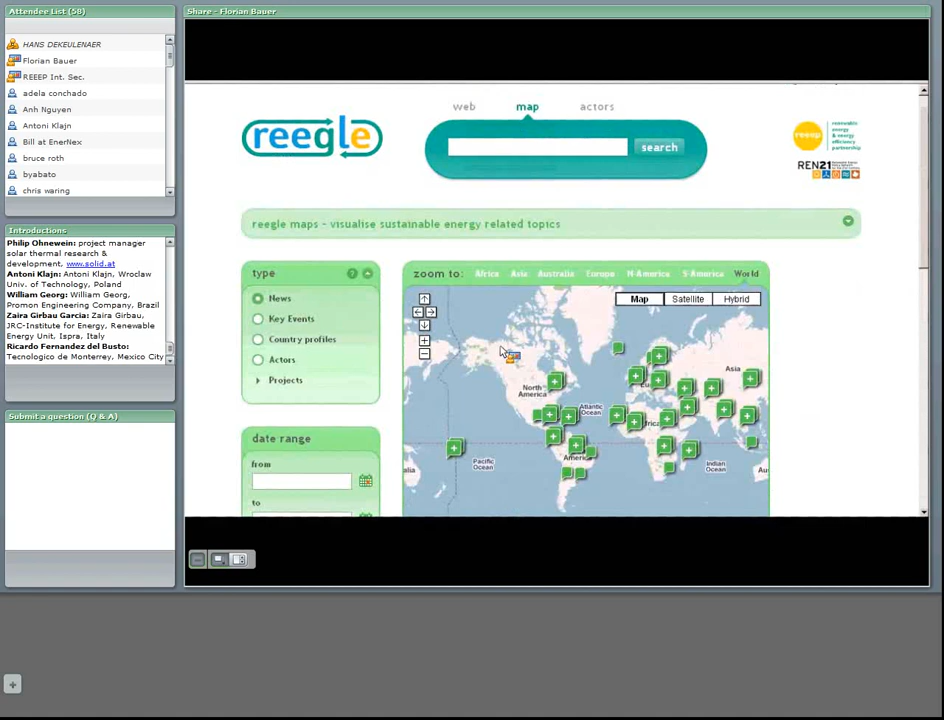 Attendee List (58)
HANS DEKEULENAER
Florian Bauer
REEEP Int. Sec.
adela conchado
Anh Nguyen
Antoni Klajn
Bill at EnerNex
bruce roth
byabato
chris waring
Introductions
Philip Ohnewein: project manager
solar thermal research &
development, www.solid.at
Antoni Klajn: Antoni Klajn, Wroclaw
Univ. of Technology, Poland
William Georg: William Georg,
Promon Engineering Company, Brazil
Zaira Girbau Garcia: Zaira Girbau,
JRC-Institute for Energy, Renewable
Energy Unit, Ispra, Italy
Ricardo Fernandez del Busto:
Tecnologico de Monterrey, Mexico City
Submit a question (Q & A)
Share - Florian Bauer
web map actors
reegle
search
reeep
renewable
energy
& energy
efficiency
partnership
REN21
reegle maps - visualise sustainable energy related topics
type ?
News
Key Events
Country profiles
Actors
Projects
date range
from
to
zoom to: Africa Asia Australia Europe N-America S-America World
Map Satellite Hybrid
North
America
Atlantic
Ocean
Asia
Pacific
Ocean
Indian
Ocean